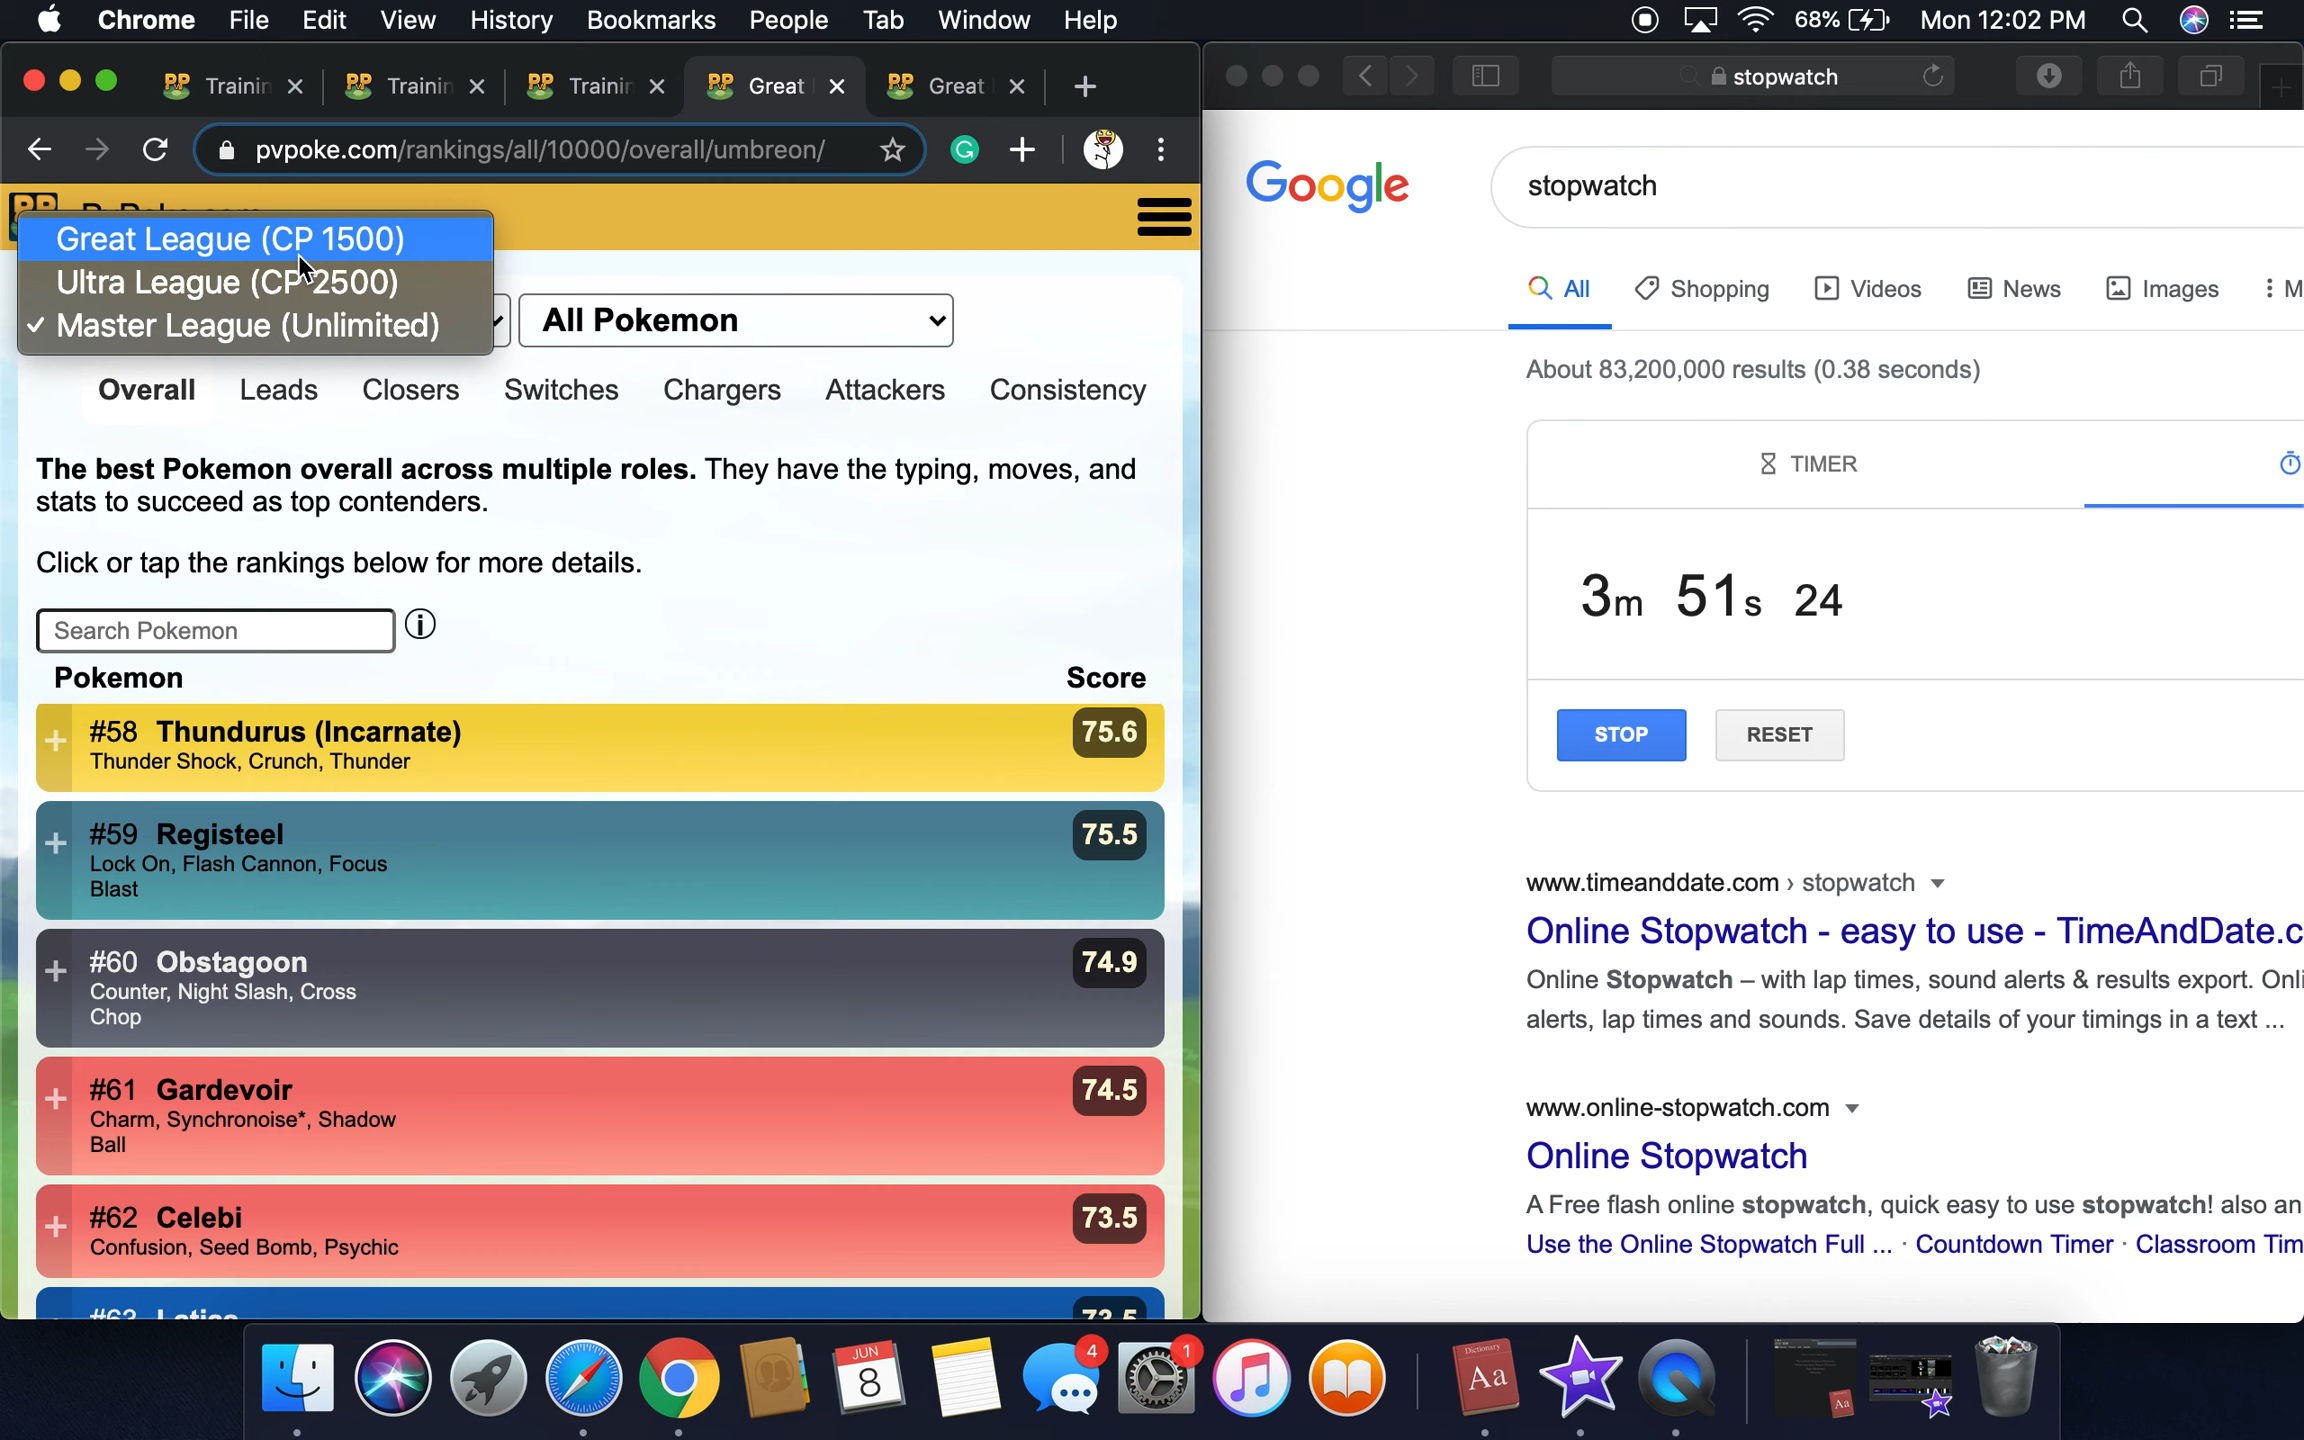 Chrome File Edit View History Bookmarks People Tab Window Help 68% Mon 12:02 PM
Trainin Trainin Trainin Great Great
stopwatch
pvpoke.com/rankings/all/10000/overall/umbreon/
Great League (CP 1500)
Ultra League (CP 2500)
✓ Master League (Unlimited)
All Pokemon
Overall Leads Closers Switches Chargers Attackers Consistency
The best Pokemon overall across multiple roles. They have the typing, moves, and
stats to succeed as top contenders.
Click or tap the rankings below for more details.
Search Pokemon
Pokemon Score
#58 Thundurus (Incarnate) 75.6
Thunder Shock, Crunch, Thunder
#59 Registeel 75.5
Lock On, Flash Cannon, Focus
Blast
#60 Obstagoon 74.9
Counter, Night Slash, Cross
Chop
#61 Gardevoir 74.5
Charm, Synchronoise*, Shadow
Ball
#62 Celebi 73.5
Confusion, Seed Bomb, Psychic
Google
stopwatch
All Shopping Videos News Images M
About 83,200,000 results (0.38 seconds)
TIMER
3m 51s 24
STOP RESET
www.timeanddate.com › stopwatch
Online Stopwatch - easy to use - TimeAndDate.c
Online Stopwatch – with lap times, sound alerts & results export. Onli
alerts, lap times and sounds. Save details of your timings in a text ...
www.online-stopwatch.com
Online Stopwatch
A Free flash online stopwatch, quick easy to use stopwatch! also an
Use the Online Stopwatch Full ... · Countdown Timer · Classroom Tim
JUN
8
4
1
Dictionary
Aa
Aa